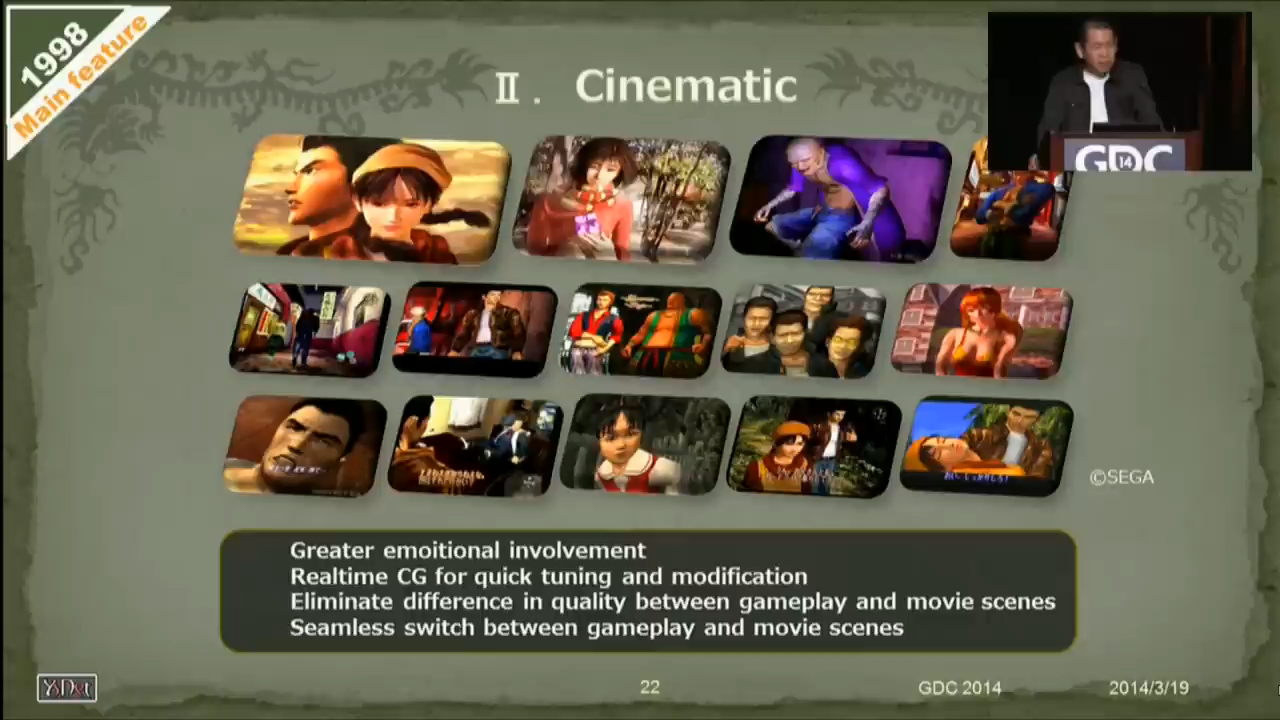 1998
Main feature
Ⅱ. Cinematic
GDC
14
©SEGA
Greater emoitional involvement
Realtime CG for quick tuning and modification
Eliminate difference in quality between gameplay and movie scenes
Seamless switch between gameplay and movie scenes
YSNet
22
GDC 2014
2014/3/19